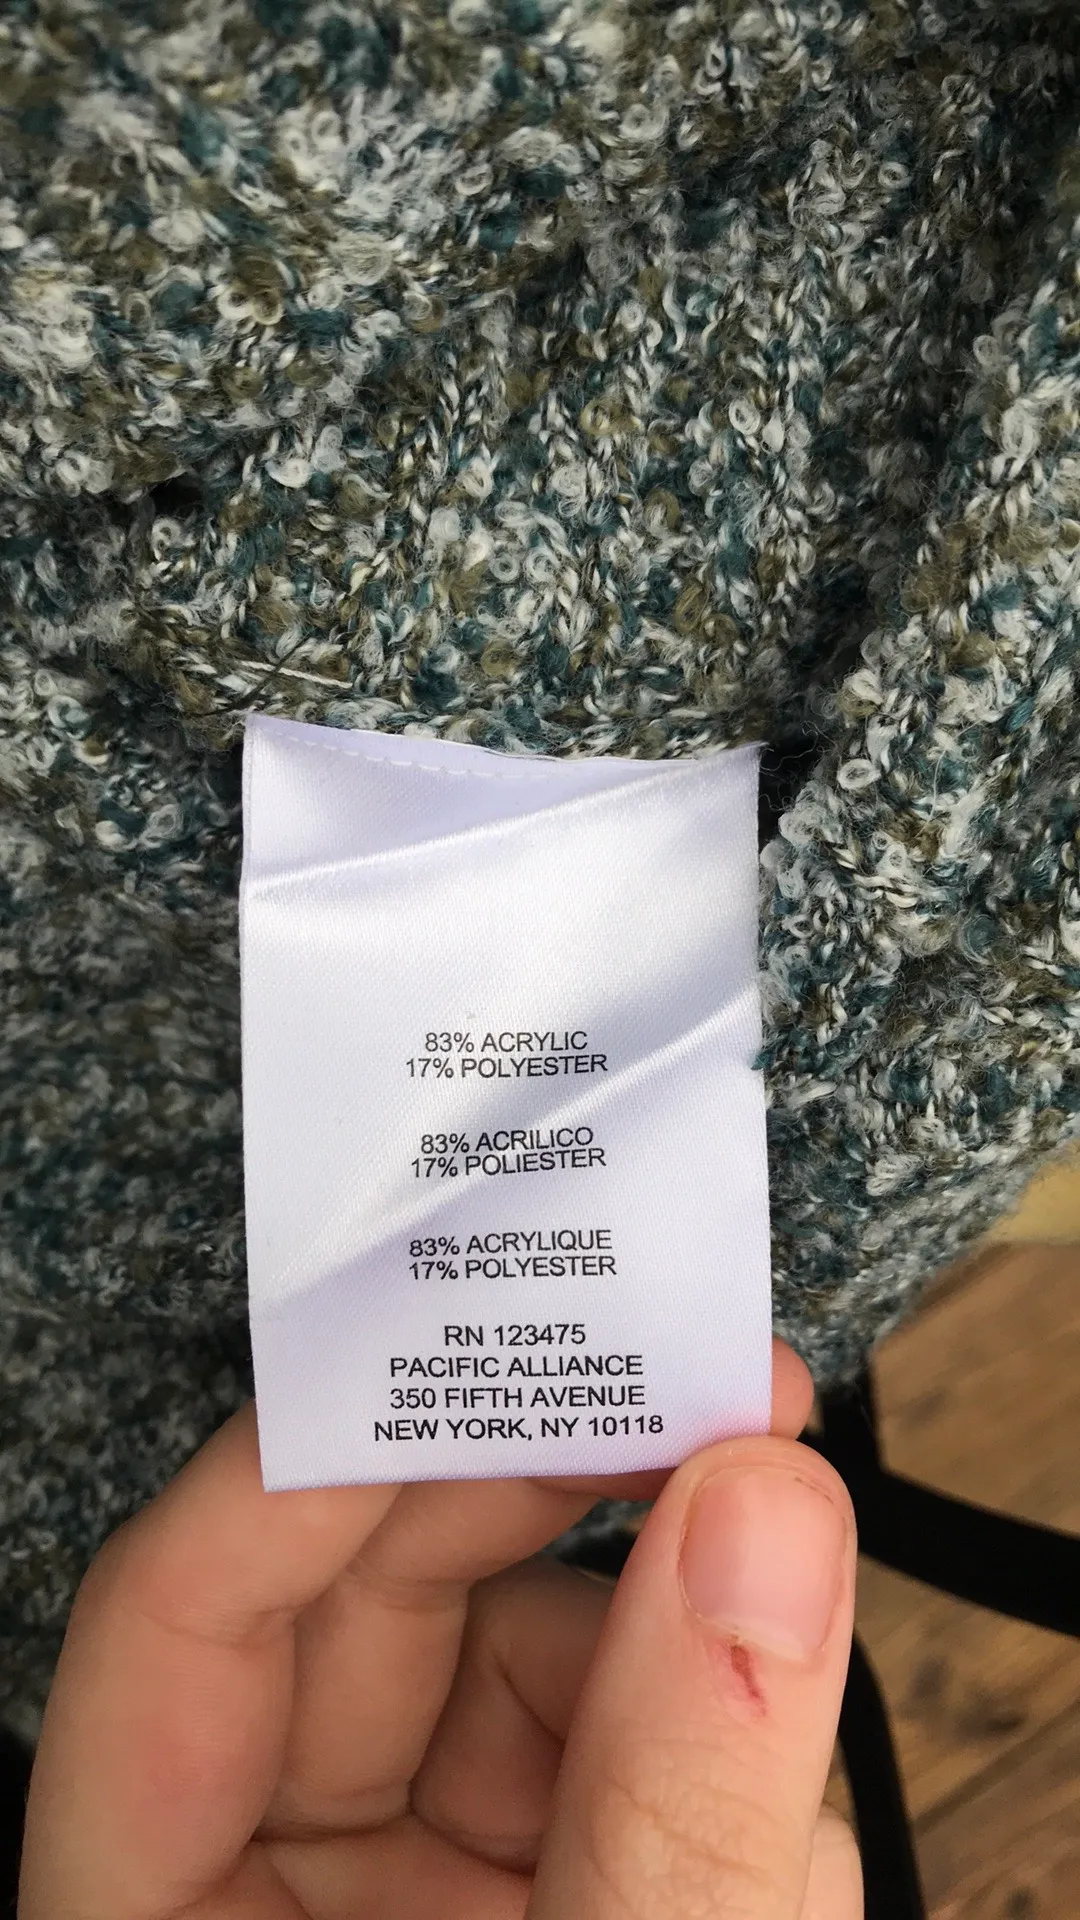 83% ACRYLIC
17% POLYESTER
83% ACRILICO
17% POLIESTER
83% ACRYLIQUE
17% POLYESTER
RN 123475
PACIFIC ALLIANCE
350 FIFTH AVENUE
NEW YORK, NY 10118